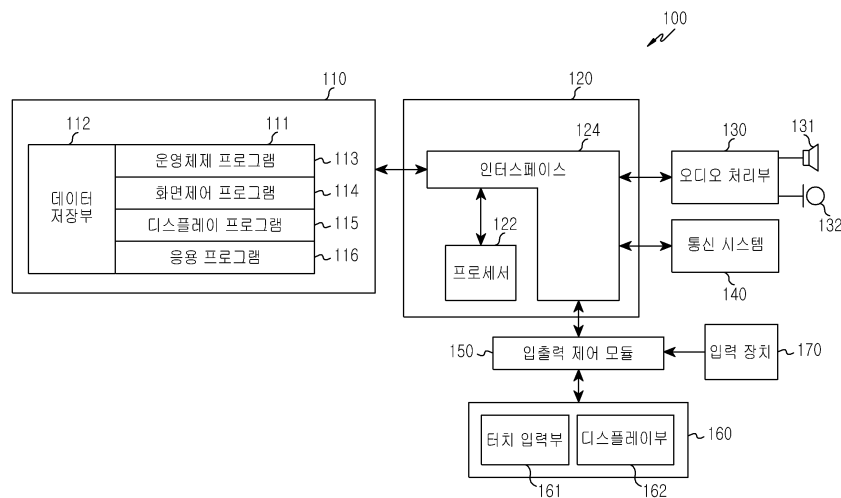 100
110
120
112
111
124
130
131
운영체제 프로그램
113
인터스페이스
오디오 처리부
데이터
저장부
화면제어 프로그램
114
디스플레이 프로그램
115
122
132
응용 프로그램
116
프로세서
통신 시스템
140
150
입출력 제어 모듈
입력 장치
170
터치 입력부
디스플레이부
160
161
162